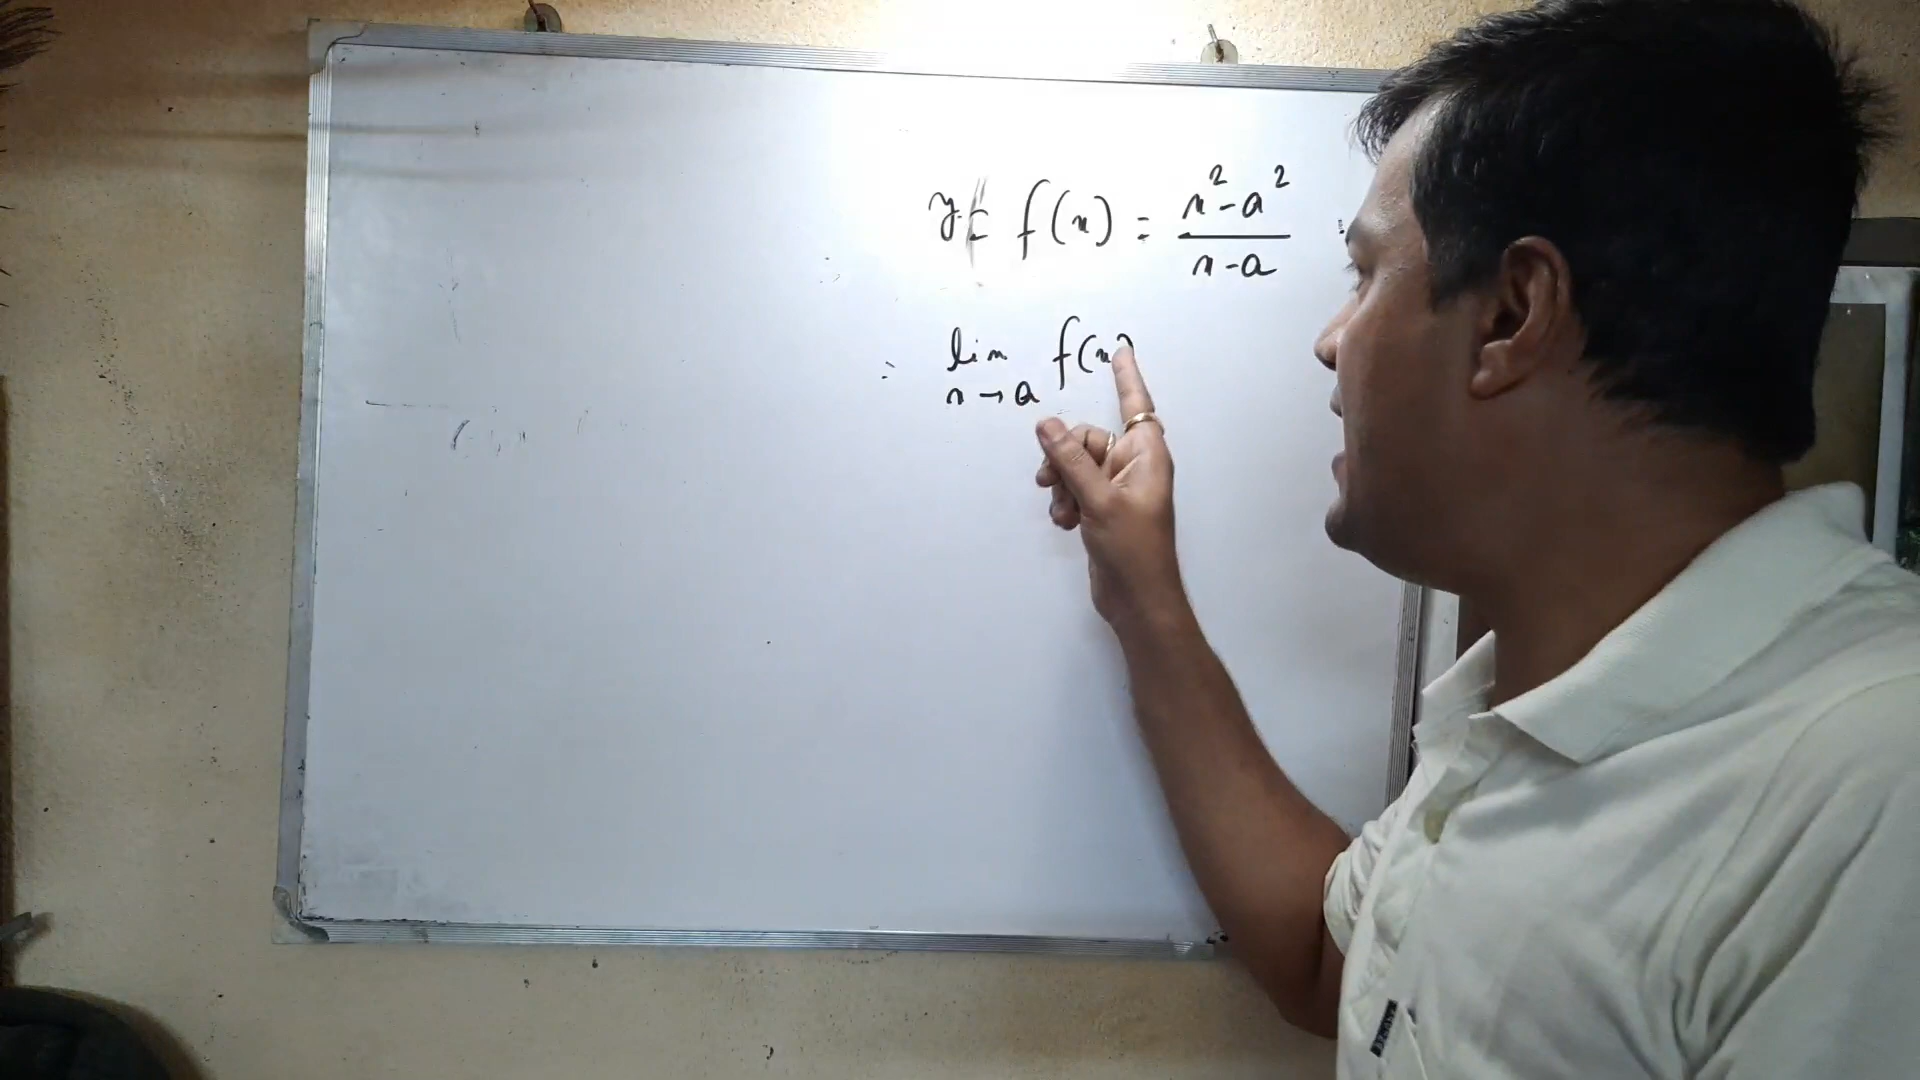 y = f(x) = x²-a² / x-a
= lim x→a f(x)